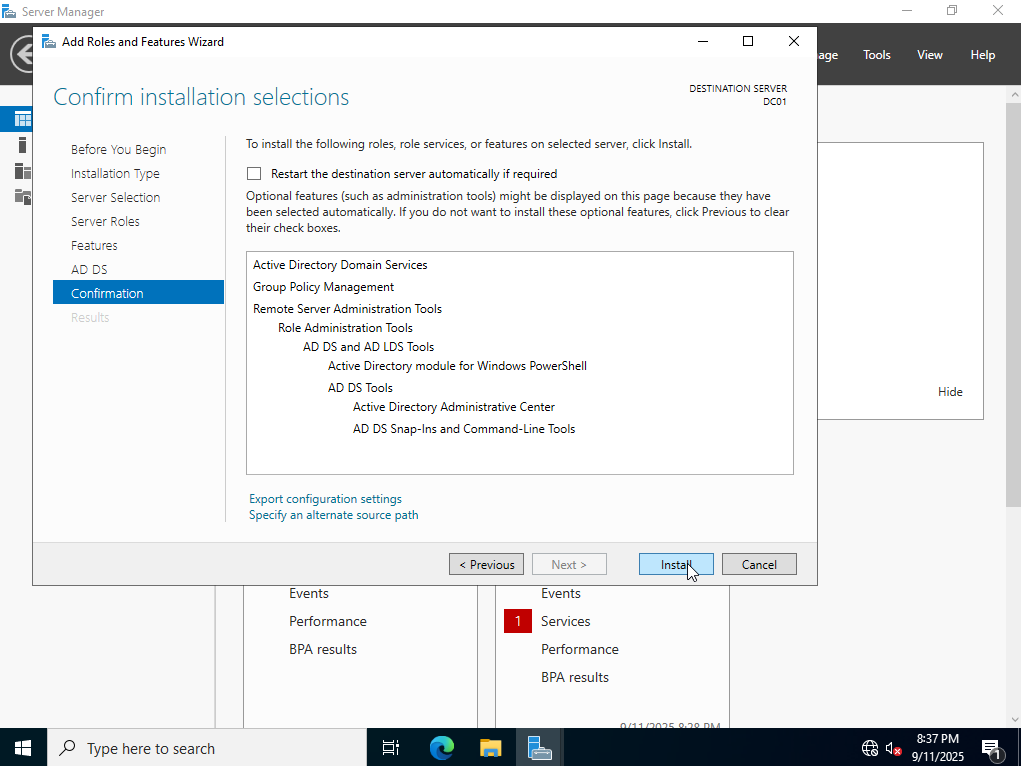 Server Manager
Add Roles and Features Wizard
Tools
View
Help
Confirm installation selections
DESTINATION SERVER
DC01
Before You Begin
Installation Type
Server Selection
Server Roles
Features
AD DS
Confirmation
Results
To install the following roles, role services, or features on selected server, click Install.
Restart the destination server automatically if required
Optional features (such as administration tools) might be displayed on this page because they have
been selected automatically. If you do not want to install these optional features, click Previous to clear
their check boxes.
Active Directory Domain Services
Group Policy Management
Remote Server Administration Tools
Role Administration Tools
AD DS and AD LDS Tools
Active Directory module for Windows PowerShell
AD DS Tools
Active Directory Administrative Center
AD DS Snap-Ins and Command-Line Tools
Export configuration settings
Specify an alternate source path
< Previous
Next >
Install
Cancel
Hide
Events
Performance
BPA results
Events
1 Services
Performance
BPA results
9/11/2025 8:28 PM
Type here to search
8:37 PM
9/11/2025
1